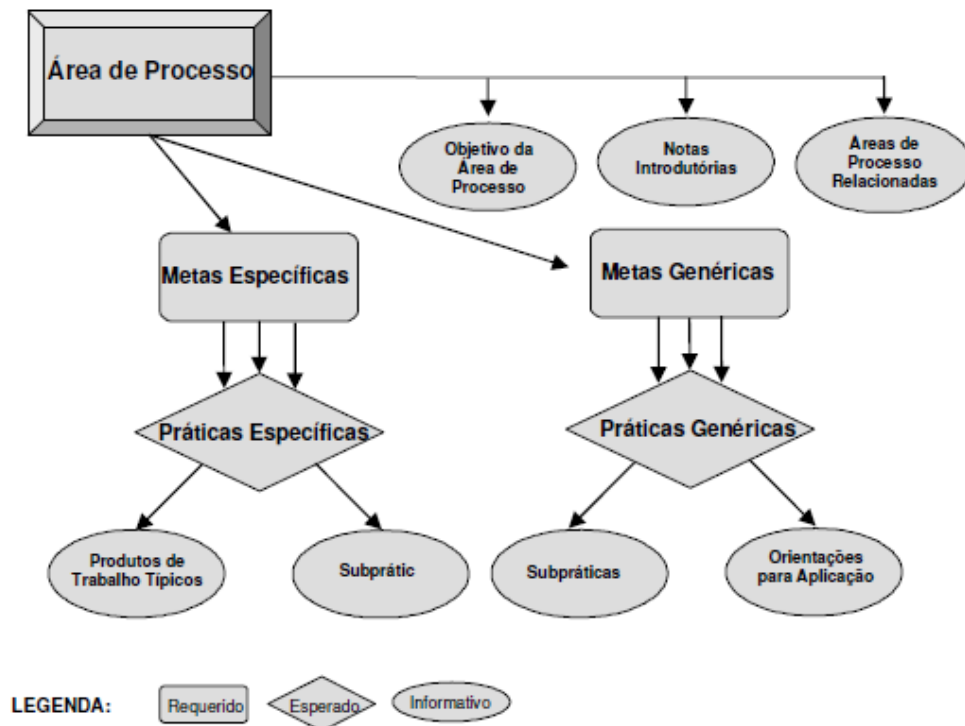 Área de Processo
Objetivo da
Área de
Processo
Notas
Introdutórias
Áreas de
Processo
Relacionadas
Metas Específicas
Metas Genéricas
Práticas Específicas
Práticas Genéricas
Produtos de
Trabalho Típicos
Subprátic
Subpráticas
Orientações
para Aplicação
LEGENDA:
Requerido
Esperado
Informativo